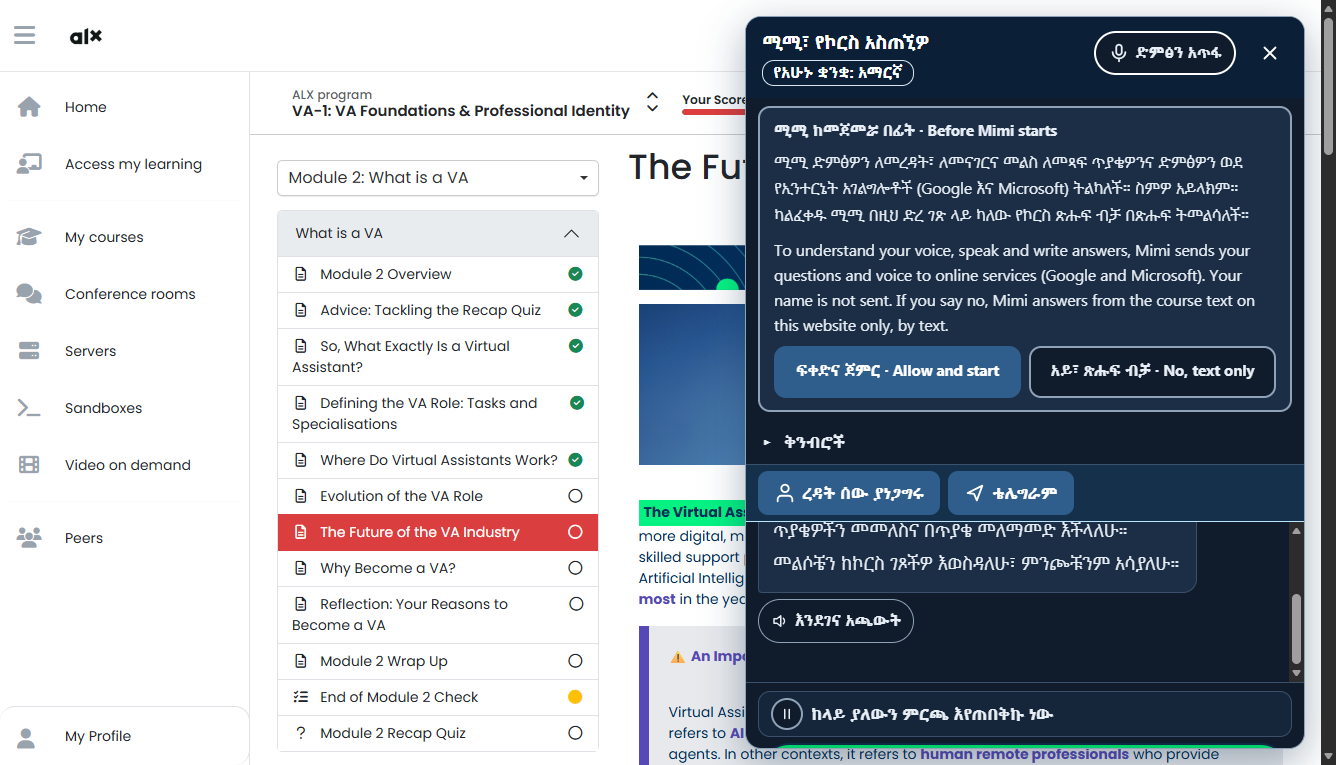 alx
Home
Access my learning
My courses
Conference rooms
Servers
Sandboxes
Video on demand
Peers
My Profile
ALX program
VA-1: VA Foundations & Professional Identity
Your Score
Module 2: What is a VA
What is a VA
Module 2 Overview
Advice: Tackling the Recap Quiz
So, What Exactly Is a Virtual
Assistant?
Defining the VA Role: Tasks and
Specialisations
Where Do Virtual Assistants Work?
Evolution of the VA Role
The Future of the VA Industry
Why Become a VA?
Reflection: Your Reasons to
Become a VA
Module 2 Wrap Up
End of Module 2 Check
Module 2 Recap Quiz
The
The Virtual
more digital,
skilled support
Artificial
most in the
An
Virtual
refers to
agents. In other contexts, it refers to human remote professionals who provide
ሚሚ፣ የኮርስ አስጠኚዎ
የአሁኑ ቋንቋ: አማርኛ
ድምፅን አጥፋ
ሚሚ ከመጀመሯ በፊት · Before Mimi starts
ሚሚ ድምፅዎን ለመረዳት፣ ለመናገርና መልስ ለመጻፍ ጥያቄዎንና ድምፅዎን ወደ
የኢንተርኔት አገልግሎቶች (Google እና Microsoft) ትልካለች። ስምዎ አይላክም።
ካልፈቀዱ ሚሚ በዚህ ድረ ገጽ ላይ ካለው የኮርስ ጽሑፍ ብቻ በጽሑፍ ትመልሳለች።
To understand your voice, speak and write answers, Mimi sends your
questions and voice to online services (Google and Microsoft). Your
name is not sent. If you say no, Mimi answers from the course text on
this website only, by text.
ፍቀድና ጀምር · Allow and start
አይ፣ ጽሑፍ ብቻ · No, text only
ቅንብሮች
ረዳት ሰው ያነጋግሩ
ቴሌግራም
ጥያቄዎችን መመለስና በጥያቄ መለማመድ እችላለሁ።
መልሶቼን ከኮርስ ገጾችዎ እወስዳለሁ፣ ምንጮቹንም አሳያለሁ።
እንደገና አጫውት
ከላይ ያለውን ምርጫ እየጠበቅኩ ነው